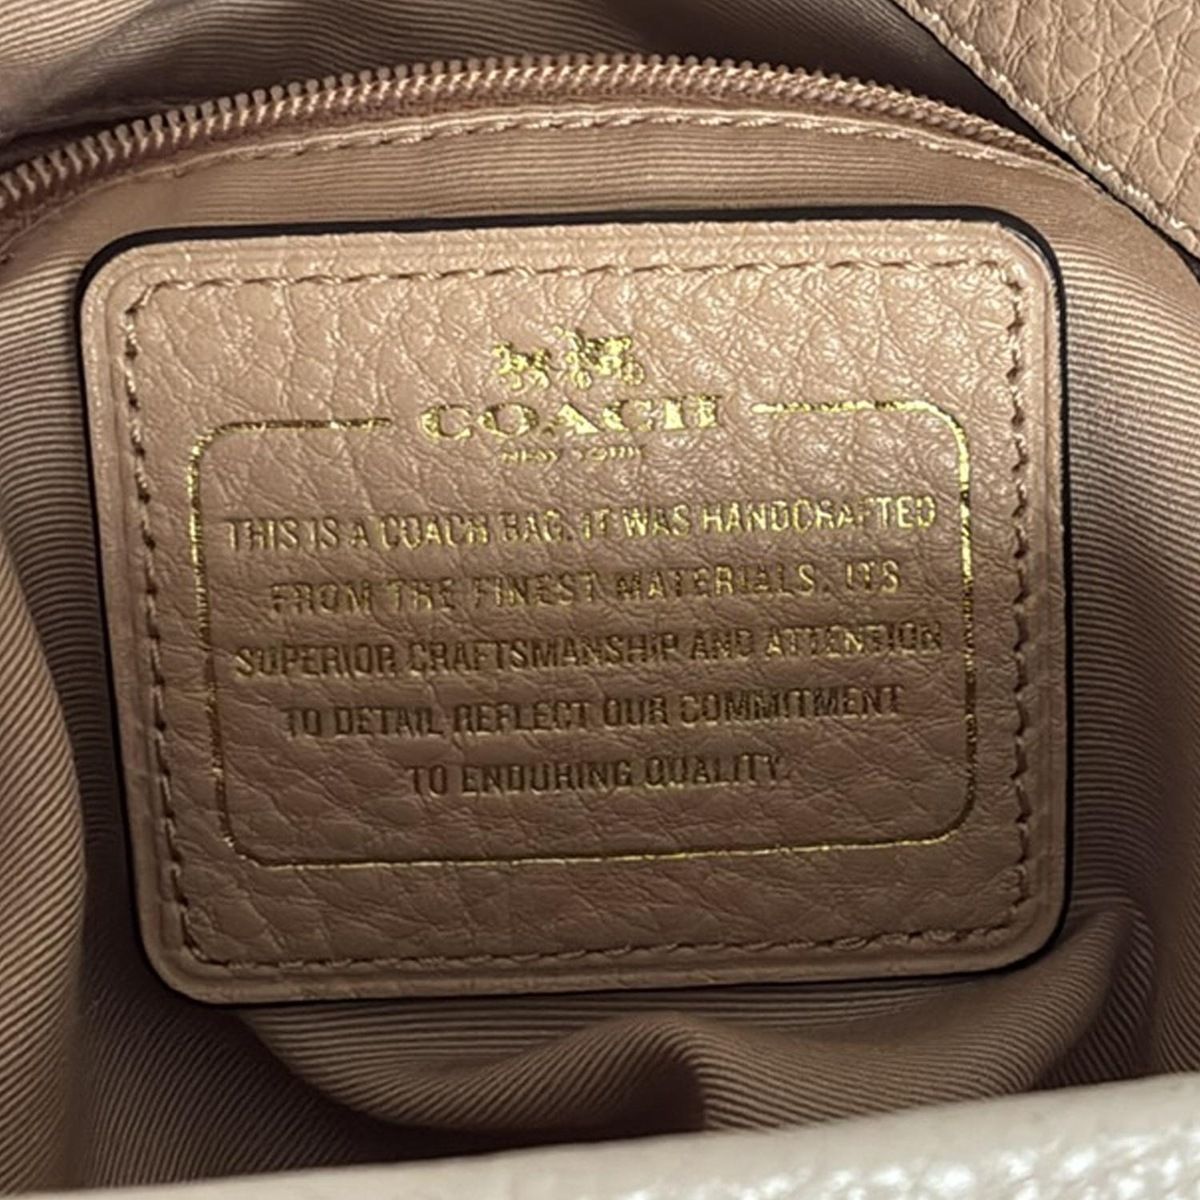 COACH
NEW YORK
THIS IS A COACH BAG. IT WAS HANDCRAFTED
FROM THE FINEST MATERIALS. ITS
SUPERIOR CRAFTSMANSHIP AND ATTENTION
TO DETAIL REFLECT OUR COMMITMENT
TO ENDURING QUALITY.